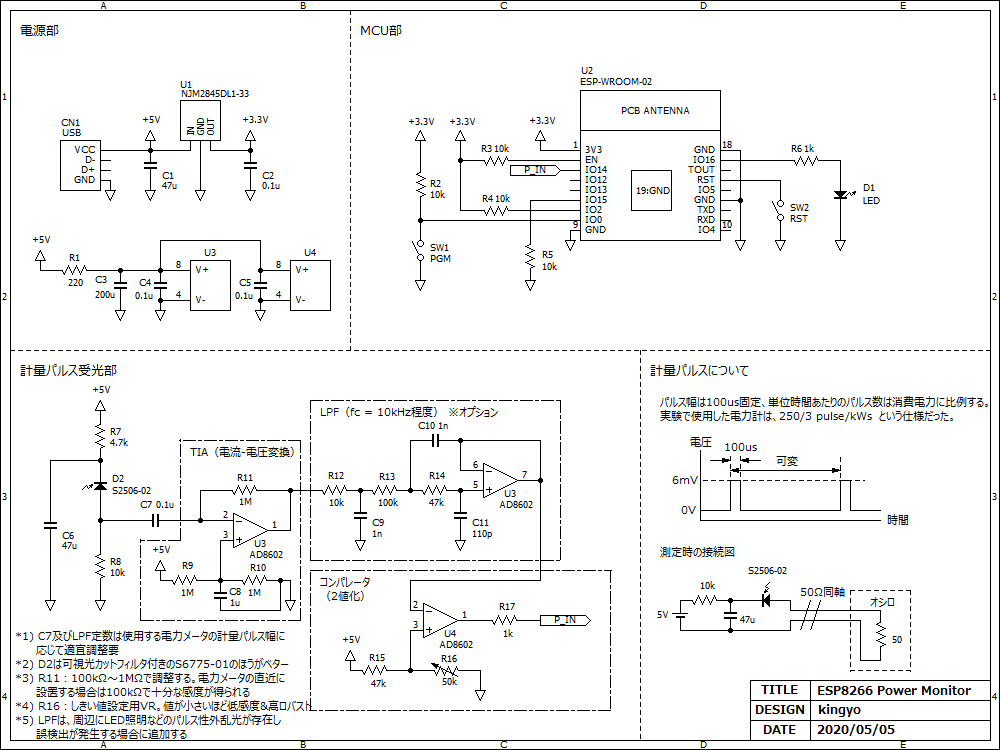 A B C D E
電源部
MCU部
U1
NJM2845DL1-33
IN GND OUT
+5V
+3.3V
CN1
USB
VCC
D-
D+
GND
C1
47u
C2
0.1u
U2
ESP-WROOM-02
PCB ANTENNA
+3.3V +3.3V +3.3V
R3 10k
P_IN
R2
10k
R4 10k
SW1
PGM
R5
10k
1 3V3
EN
IO14
IO12
IO13
IO15
IO2
IO0
9 GND
19:GND
GND 18
IO16
TOUT
RST
IO5
GND
TXD
RXD
IO4 10
R6 1k
D1
LED
SW2
RST
+5V
R1
220
C3
200u
C4
0.1u
U3
8 V+
4 V-
C5
0.1u
U4
8 V+
4 V-
1 1
2 2
計量パルス受光部
+5V
R7
4.7k
D2
S2506-02
C7 0.1u
C6
47u
R8
10k
TIA（電流-電圧変換）
R11
1M
2
3
1
U3
AD8602
+5V
R9
1M
R10
1M
C8
1u
LPF（fc = 10kHz程度） ※オプション
C10 1n
R12
10k
R13
100k
R14
47k
C9
1n
C11
110p
6
5
7
U3
AD8602
コンパレータ
（2値化）
2
3
1
U4
AD8602
R17
1k
P_IN
+5V
R15
47k
R16
50k
*1) C7及びLPF定数は使用する電力メータの計量パルス幅に
応じて適宜調整要
*2) D2は可視光カットフィルタ付きのS6775-01のほうがベター
*3) R11：100kΩ～1MΩで調整する。電力メータの直近に
設置する場合は100kΩで十分な感度が得られる
*4) R16：しきい値設定用VR。値が小さいほど低感度&高ロバスト
*5) LPFは、周辺にLED照明などのパルス性外乱光が存在し
誤検出が発生する場合に追加する
計量パルスについて
パルス幅は100us固定、単位時間あたりのパルス数は消費電力に比例する。
実験で使用した電力計は、250/3 pulse/kWs という仕様だった。
電圧
100us
可変
6mV
0V
時間
測定時の接続図
10k
S2506-02
5V
47u
50Ω同軸
オシロ
50
3 3
4 4
TITLE ESP8266 Power Monitor
DESIGN kingyo
DATE 2020/05/05
A B C D E